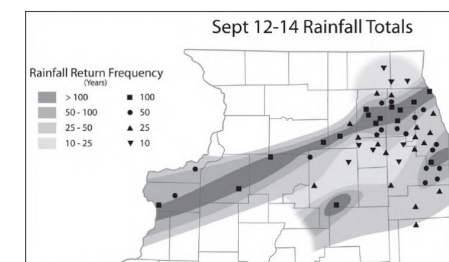 Sept 12-14 Rainfall Totals
Rainfall Return Frequency
(Years)
> 100
100
50 - 100
50
25 - 50
25
10 - 25
10